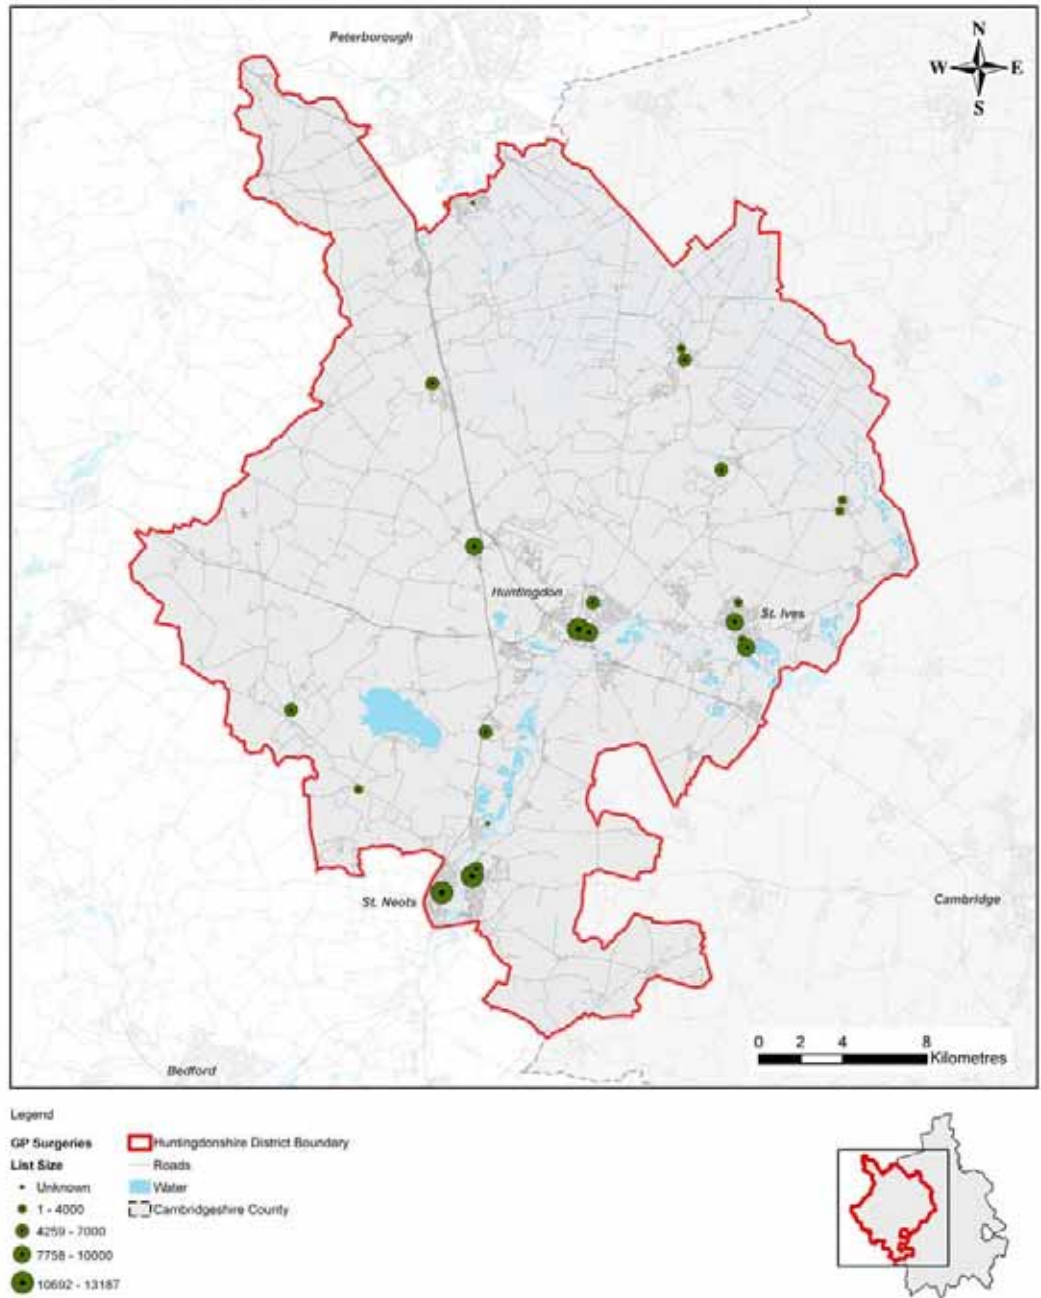 Peterborough
N
W E
S
Huntingdon
St. Ives
St. Neots
Cambridge
Bedford
0 2 4 8
Kilometres
Legend
GP Surgeries
List Size
Unknown
1 - 4000
4259 - 7000
7758 - 10000
10692 - 13187
Huntingdonshire District Boundary
Roads
Water
Cambridgeshire County